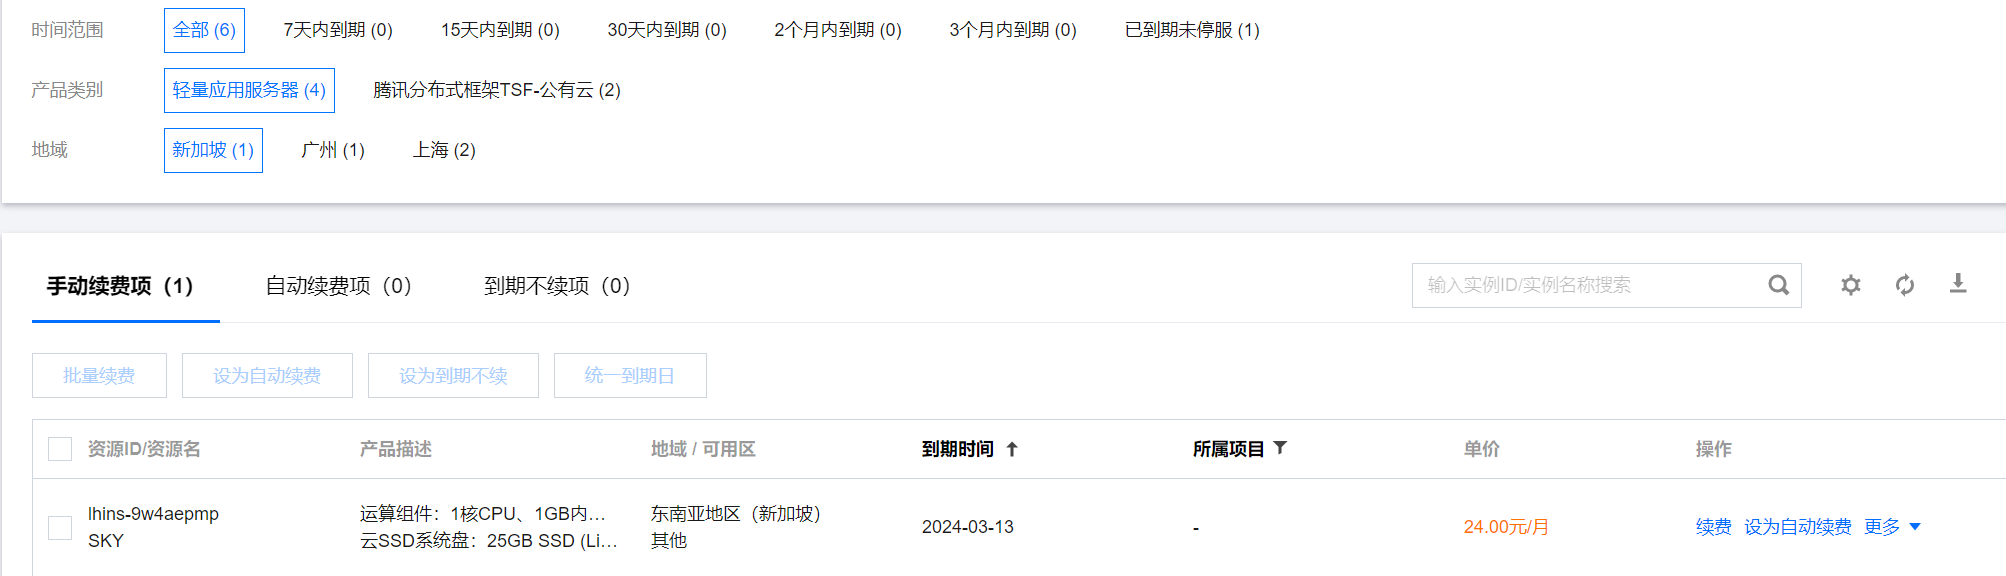 时间范围 全部 (6) 7天内到期 (0) 15天内到期 (0) 30天内到期 (0) 2个月内到期 (0) 3个月内到期 (0) 已到期未停服 (1)
产品类别 轻量应用服务器 (4) 腾讯分布式框架TSF-公有云 (2)
地域 新加坡 (1) 广州 (1) 上海 (2)
手动续费项（1） 自动续费项（0） 到期不续项（0） 输入实例ID/实例名称搜索
批量续费 设为自动续费 设为到期不续 统一到期日
资源ID/资源名 产品描述 地域 / 可用区 到期时间 所属项目 单价 操作
lhins-9w4aepmp 运算组件：1核CPU、1GB内... 东南亚地区（新加坡）
2024-03-13 - 24.00元/月 续费 设为自动续费 更多
SKY 云SSD系统盘：25GB SSD (Li... 其他